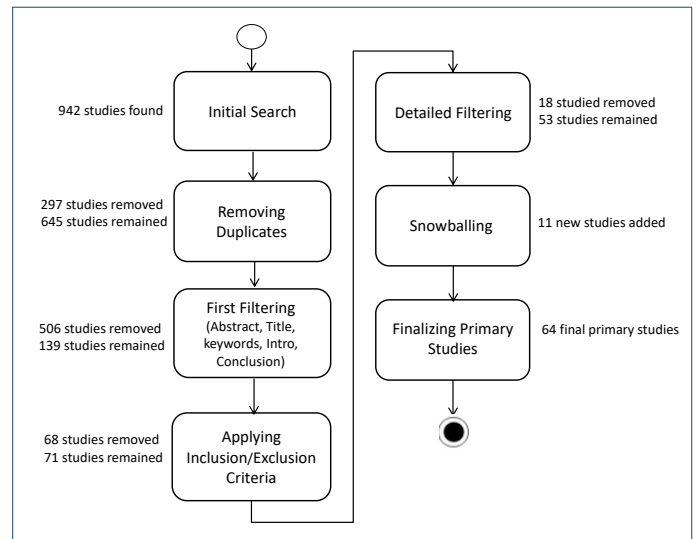 942 studies found
Initial Search
297 studies removed
645 studies remained
Removing
Duplicates
506 studies removed
139 studies remained
First Filtering
(Abstract, Title,
keywords, Intro,
Conclusion)
68 studies removed
71 studies remained
Applying
Inclusion/Exclusion
Criteria
Detailed Filtering
18 studied removed
53 studies remained
Snowballing
11 new studies added
Finalizing Primary
Studies
64 final primary studies